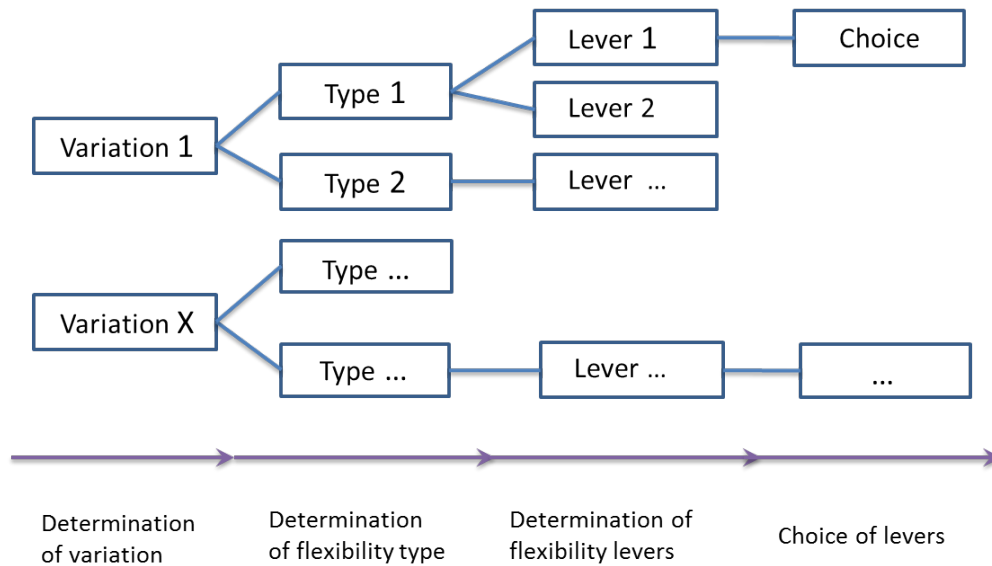 Lever 1
Choice
Type 1
Lever 2
Variation 1
Type 2
Lever ...
Type ...
Variation X
Type ...
Lever ...
...
Determination
of variation
Determination
of flexibility type
Determination of
flexibility levers
Choice of levers